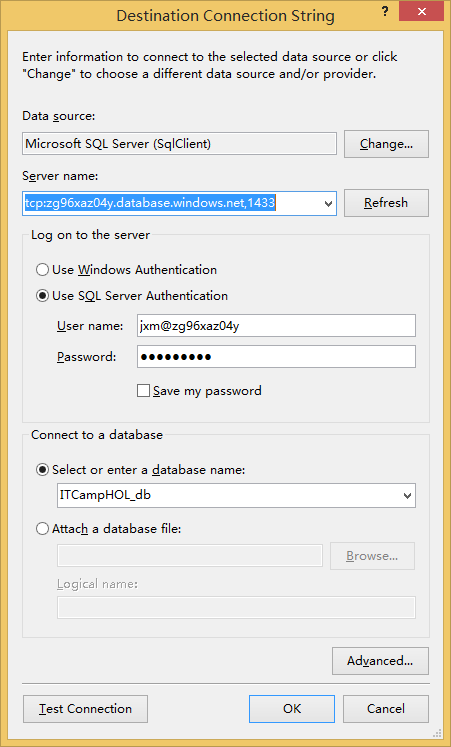 Destination Connection String
?
Enter information to connect to the selected data source or click
"Change" to choose a different data source and/or provider.
Data source:
Microsoft SQL Server (SqlClient)
Change...
Server name:
tcp:zg96xaz04y.database.windows.net,1433
Refresh
Log on to the server
Use Windows Authentication
Use SQL Server Authentication
User name:
jxm@zg96xaz04y
Password:
●●●●●●●●●
Save my password
Connect to a database
Select or enter a database name:
ITCampHOL_db
Attach a database file:
Browse...
Logical name:
Advanced...
Test Connection
OK
Cancel